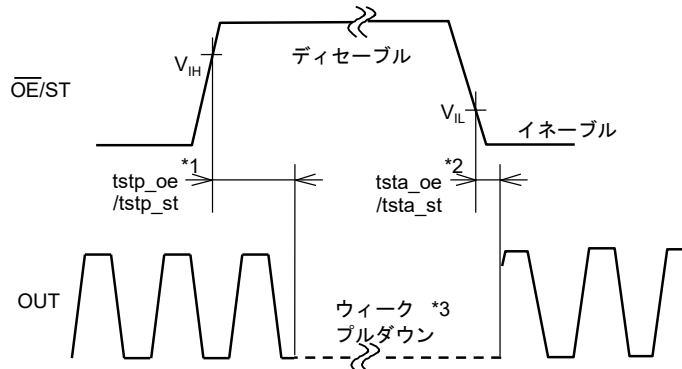 ディセーブル
V_IH
O̅E̅/ST
V_IL
イネーブル
*1
*2
tstp_oe
/tstp_st
tsta_oe
/tsta_st
OUT
ウィーク *3
プルダウン